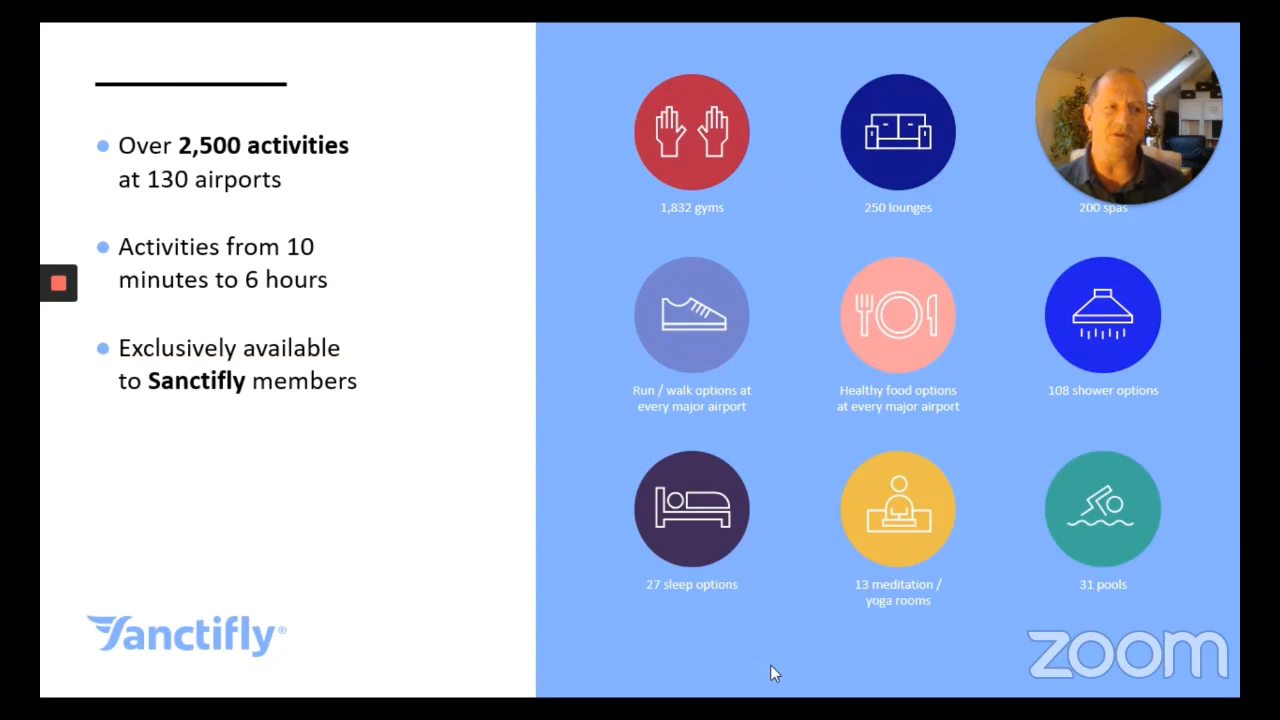 Over 2,500 activities
at 130 airports
Activities from 10
minutes to 6 hours
Exclusively available
to Sanctifly members
Sanctifly®
1,832 gyms
250 lounges
200 spas
Run / walk options at
every major airport
Healthy food options
at every major airport
108 shower options
27 sleep options
13 meditation /
yoga rooms
31 pools
zoom